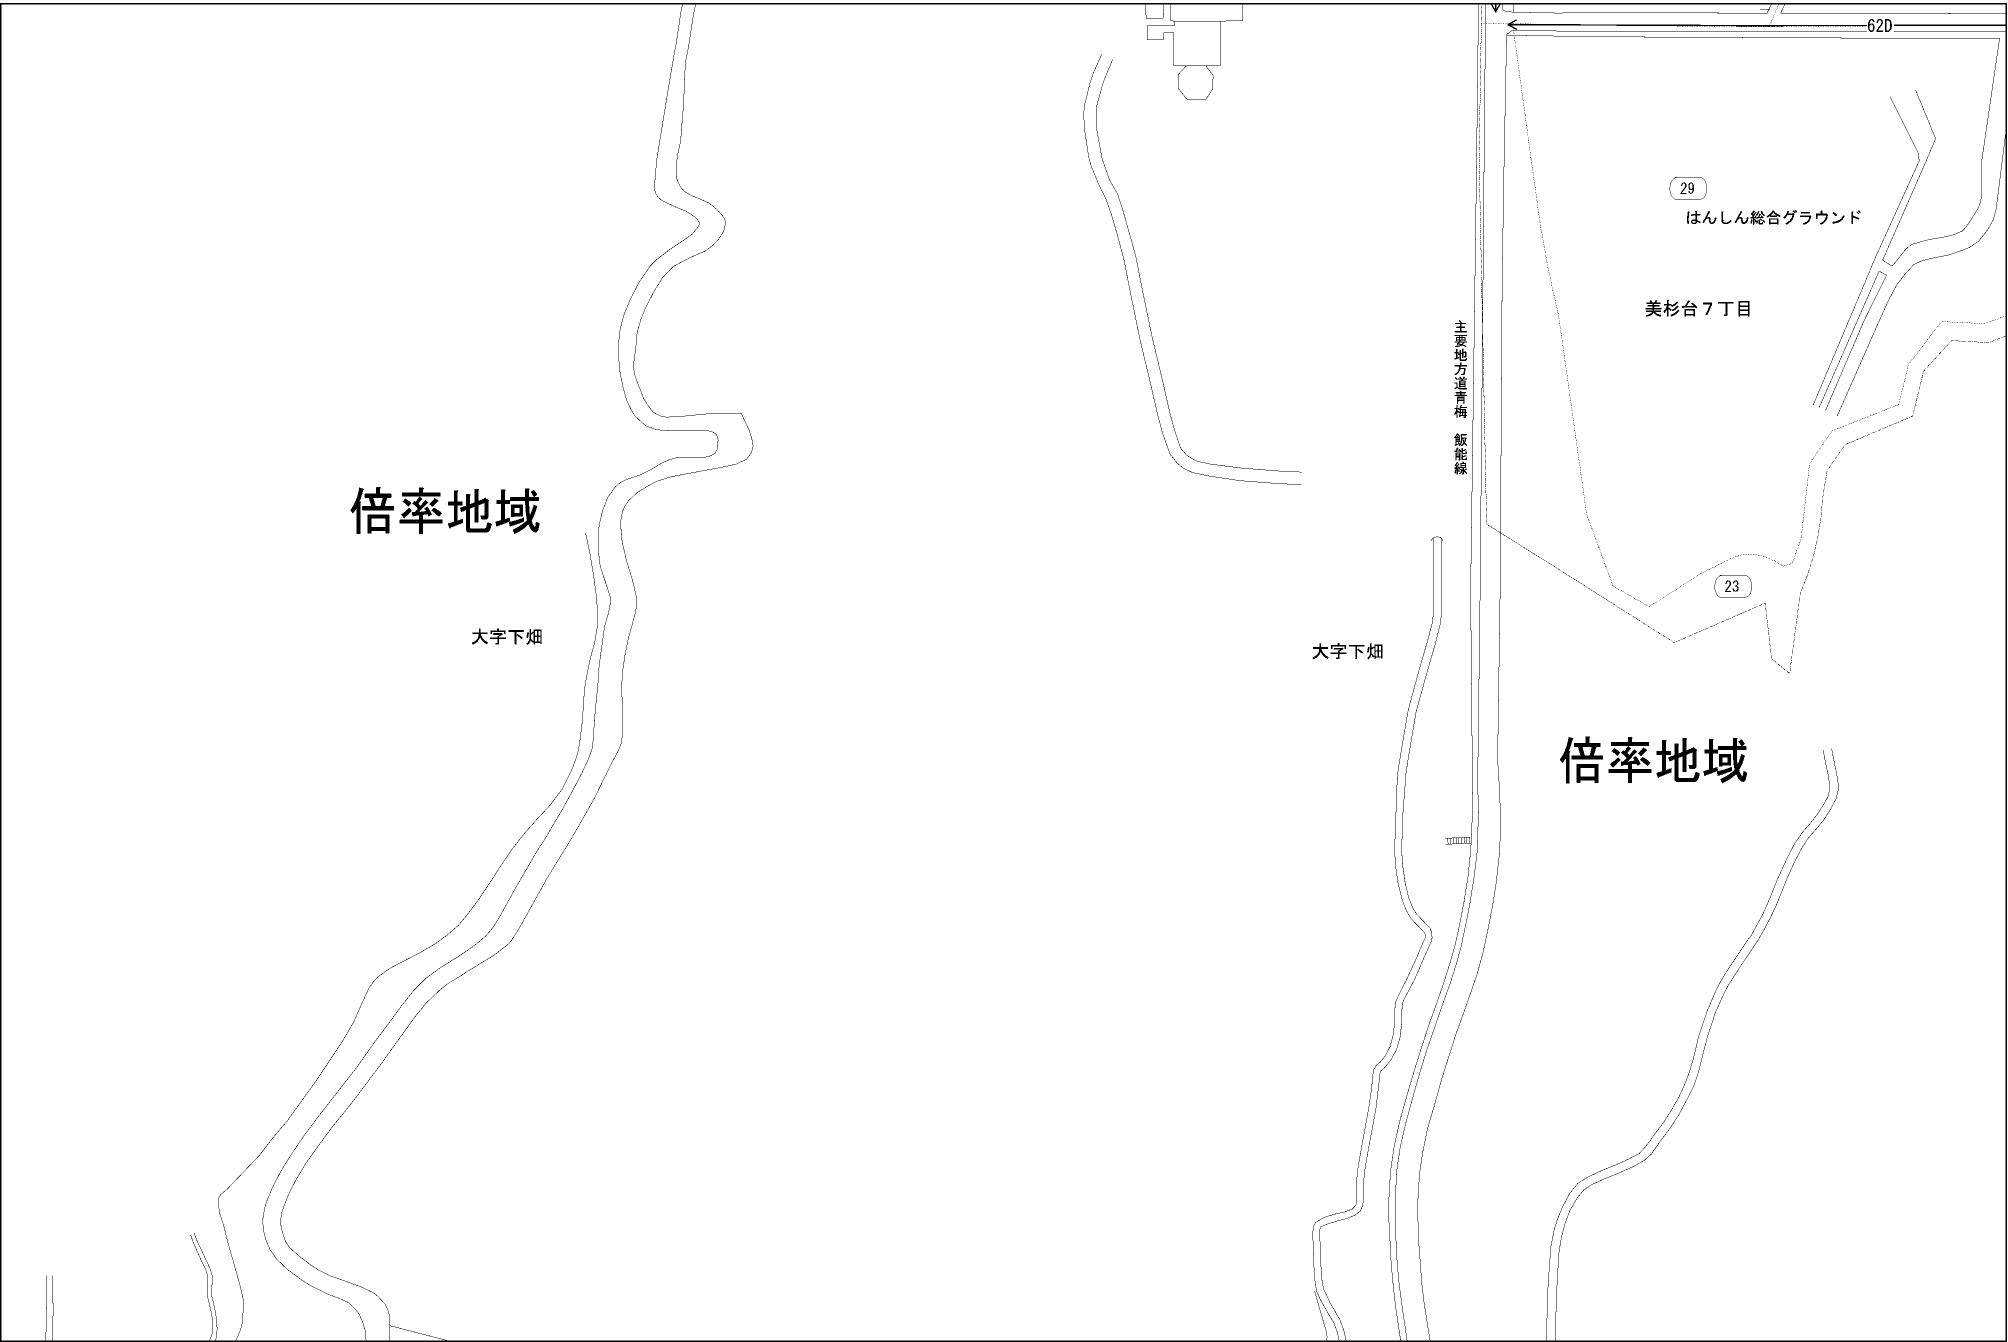 62D
29
はんしん総合グラウンド
美杉台７丁目
主要地方道青梅　飯能線
倍率地域
23
大字下畑
大字下畑
倍率地域